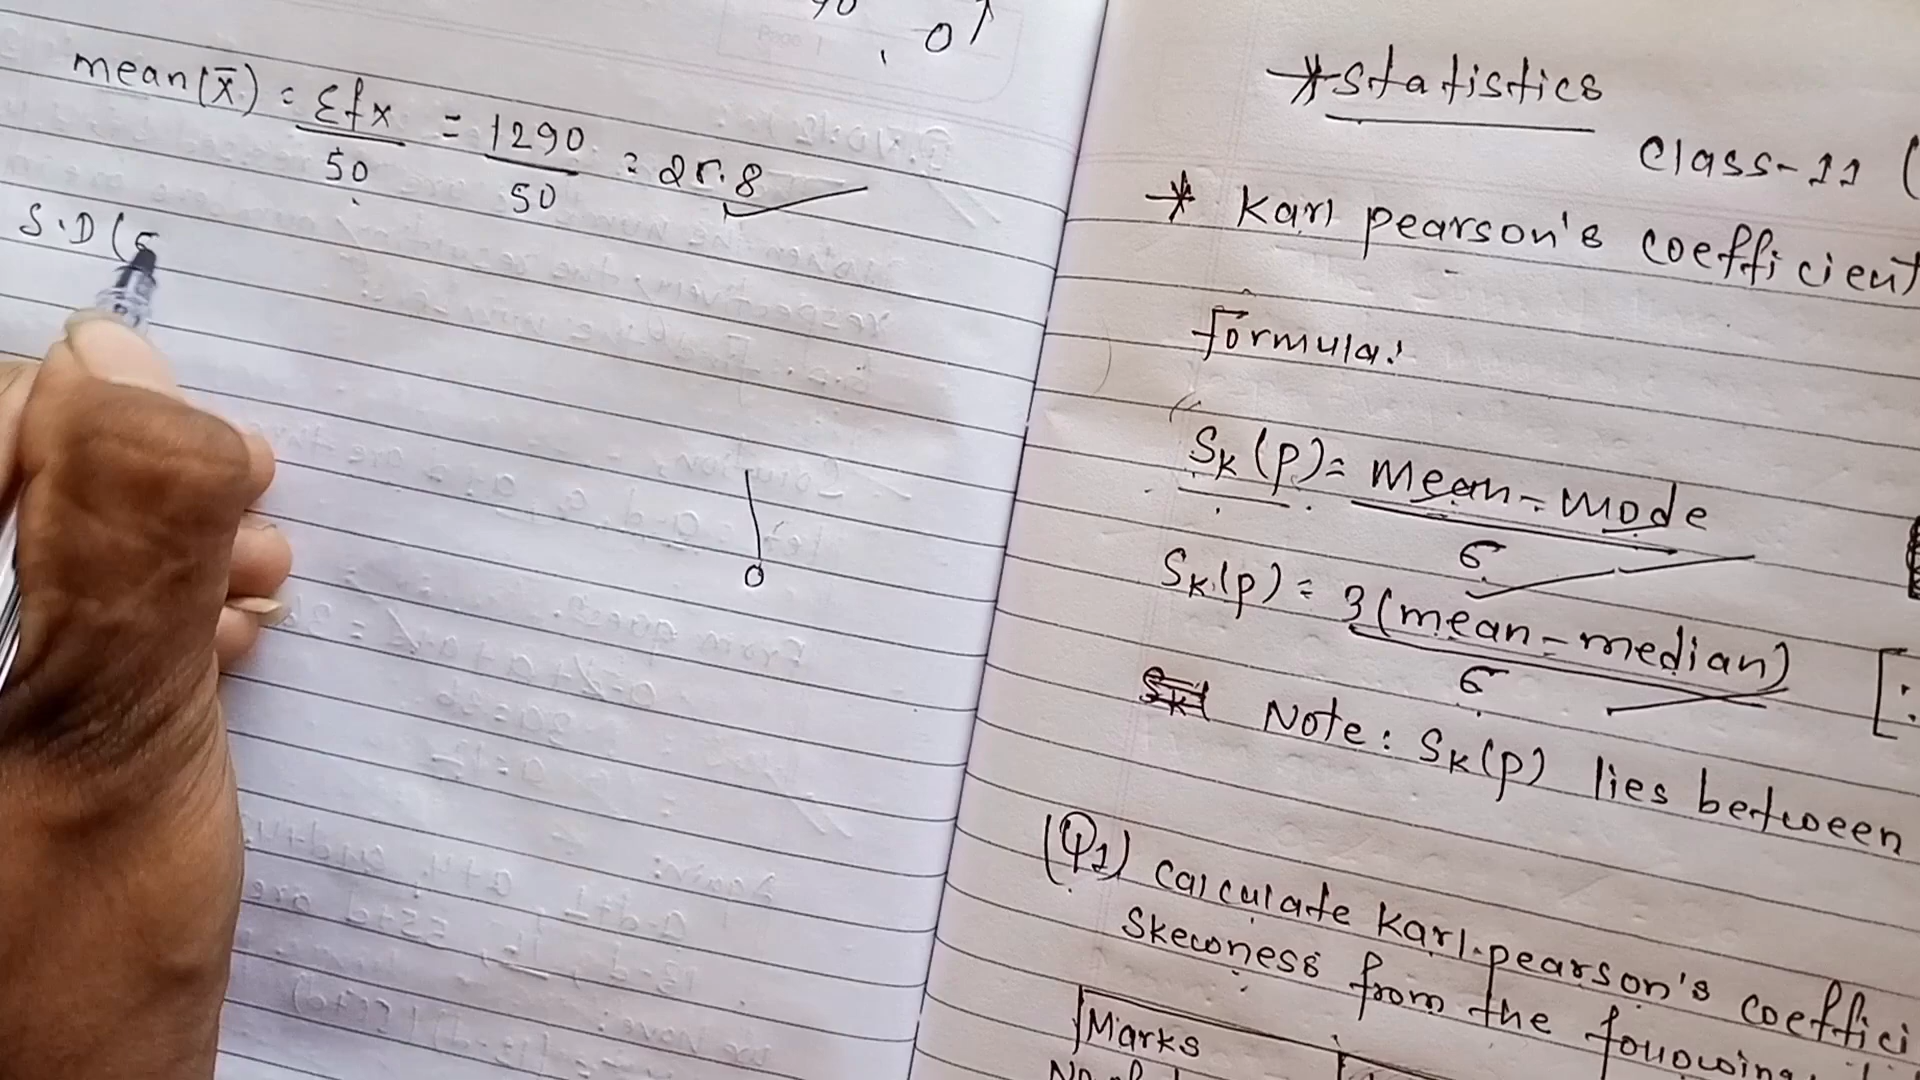 mean(x̄) = Σfx / 50 = 1290 / 50 = 25.8
S.D (σ
0
*Statistics
Class-11 (
* Karl pearson's coefficient
formula:
Sk(p)= mean-mode / σ
Sk(p) = 3(mean-median) / σ
Note: Sk(p) lies between
(Q1) calculate Karl.pearson's coeffici
Skewness from the following
Marks